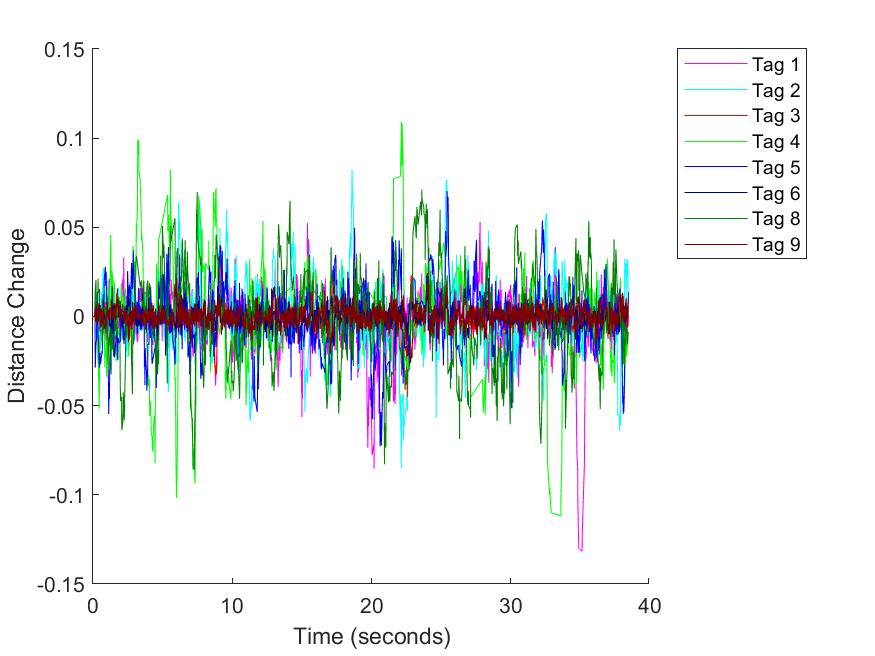 0.15
0.1
0.05
0
-0.05
-0.1
-0.15
Distance Change
0 10 20 30 40
Time (seconds)
Tag 1
Tag 2
Tag 3
Tag 4
Tag 5
Tag 6
Tag 8
Tag 9